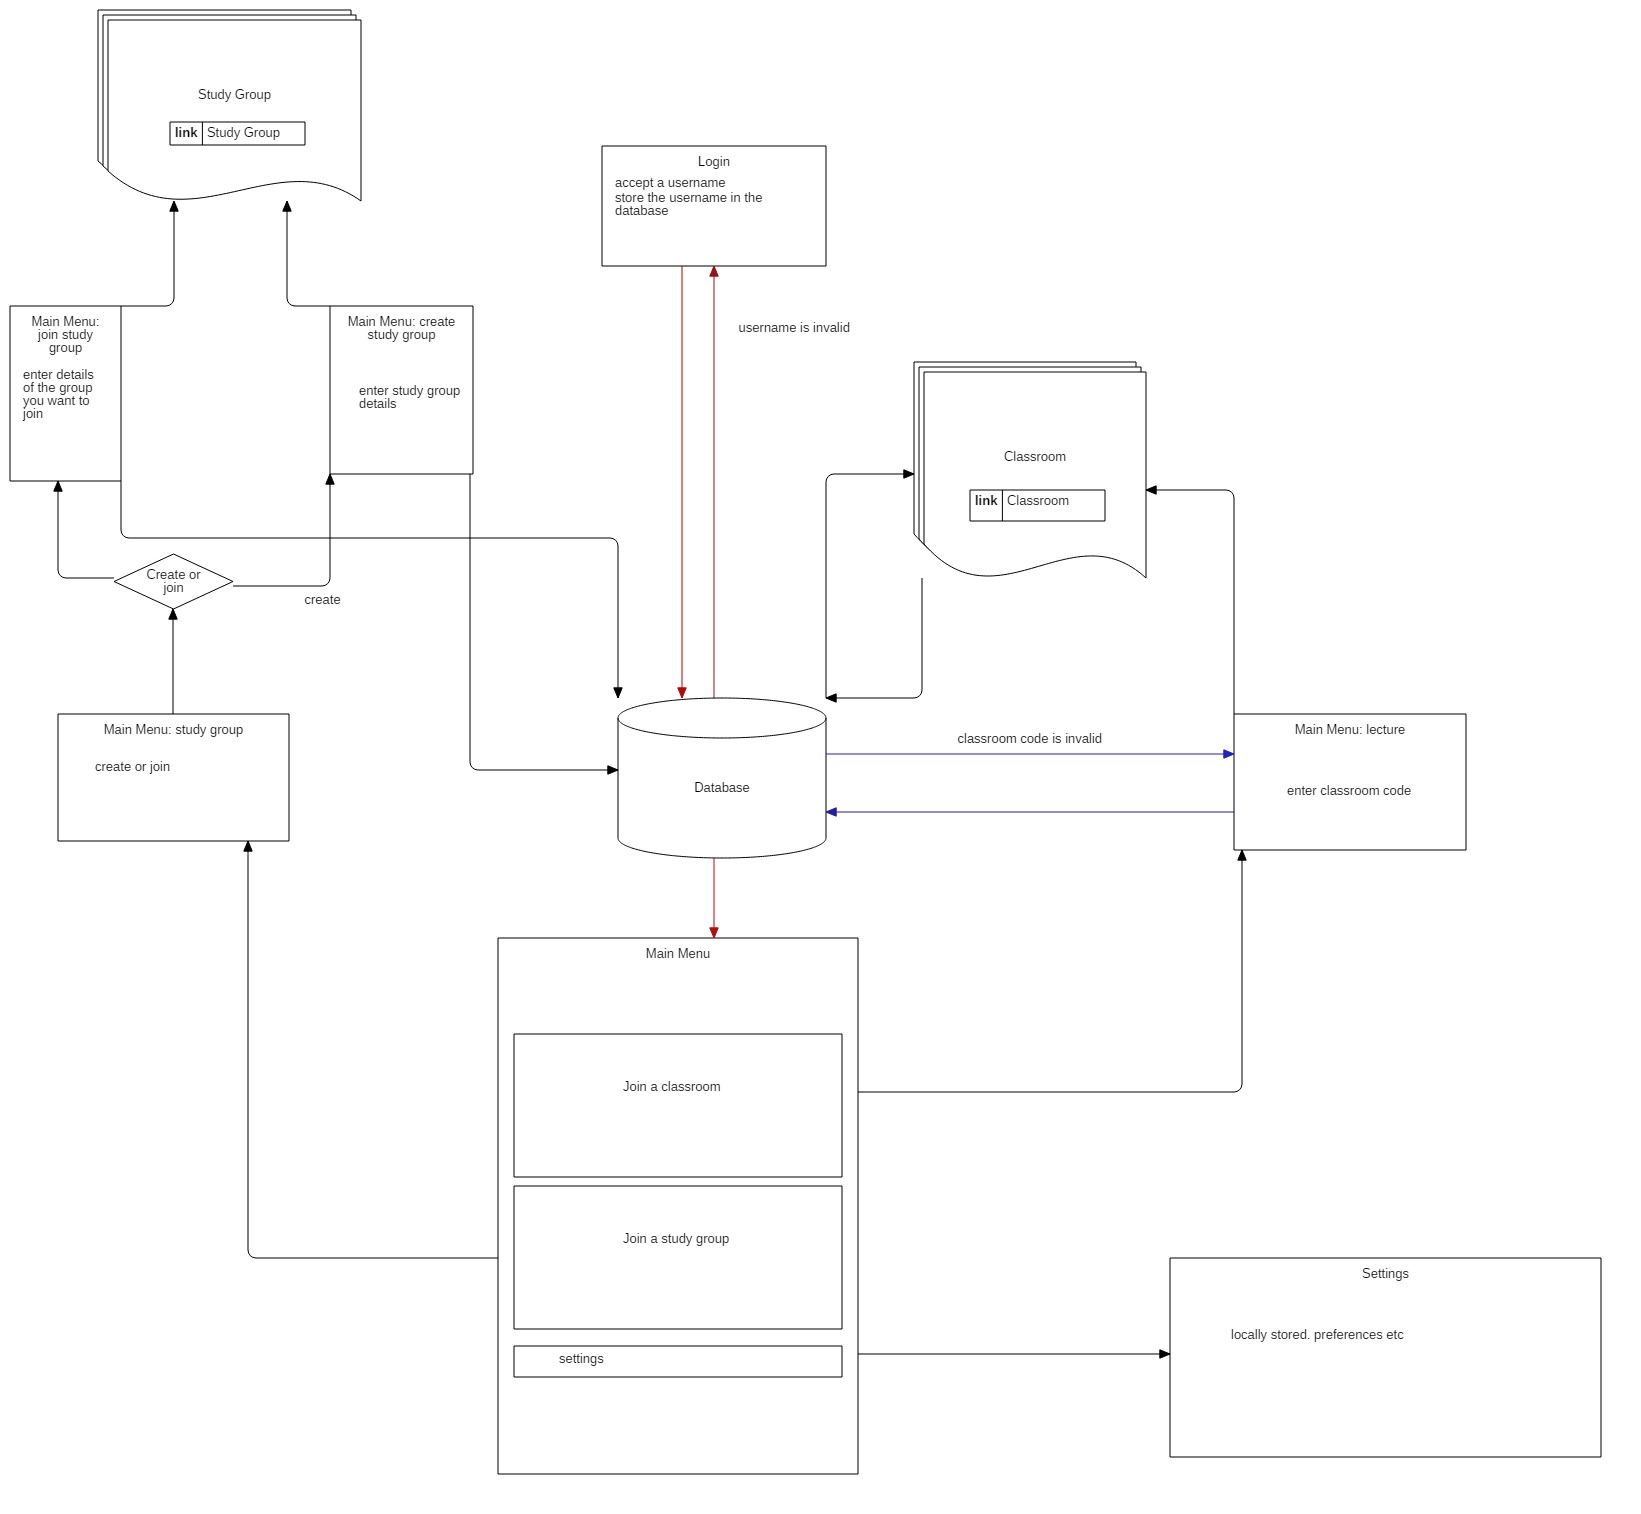 Study Group
link Study Group
Login
accept a username
store the username in the
database
username is invalid
Main Menu:
join study
group
enter details
of the group
you want to
join
Main Menu: create
study group
enter study group
details
Classroom
link Classroom
Create or
join
create
Main Menu: study group
create or join
Database
classroom code is invalid
Main Menu: lecture
enter classroom code
Main Menu
Join a classroom
Join a study group
settings
Settings
locally stored. preferences etc